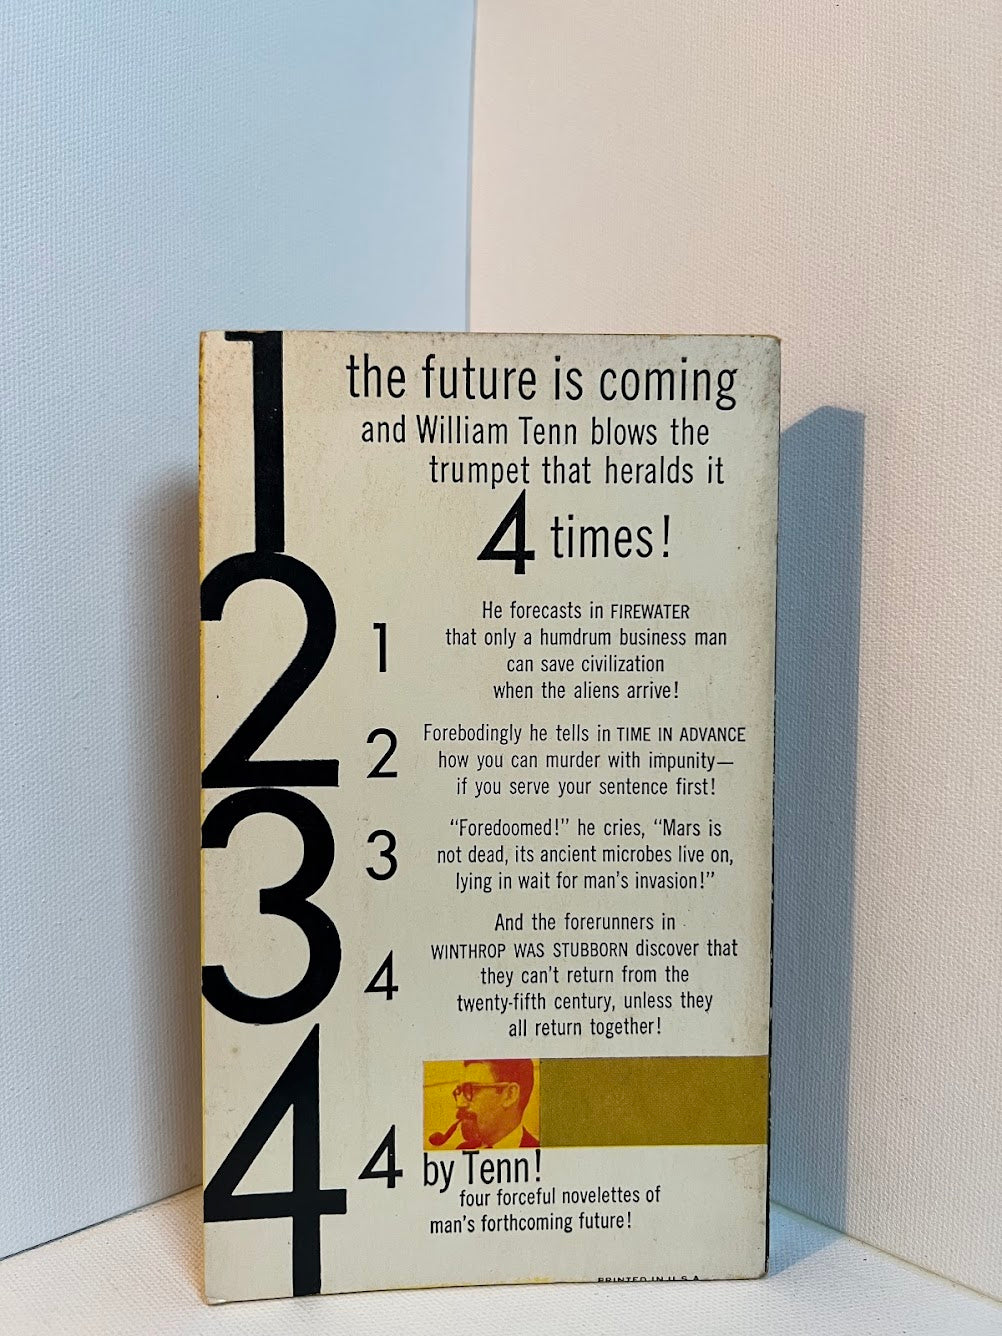 1
2
3
4
the future is coming
and William Tenn blows the
trumpet that heralds it
4 times!
1
He forecasts in FIREWATER
that only a humdrum business man
can save civilization
when the aliens arrive!
2
Forebodingly he tells in TIME IN ADVANCE
how you can murder with impunity—
if you serve your sentence first!
3
"Foredoomed!" he cries, "Mars is
not dead, its ancient microbes live on,
lying in wait for man's invasion!"
4
And the forerunners in
WINTHROP WAS STUBBORN discover that
they can't return from the
twenty-fifth century, unless they
all return together!
4 by Tenn!
four forceful novelettes of
man's forthcoming future!
PRINTED IN U.S.A.